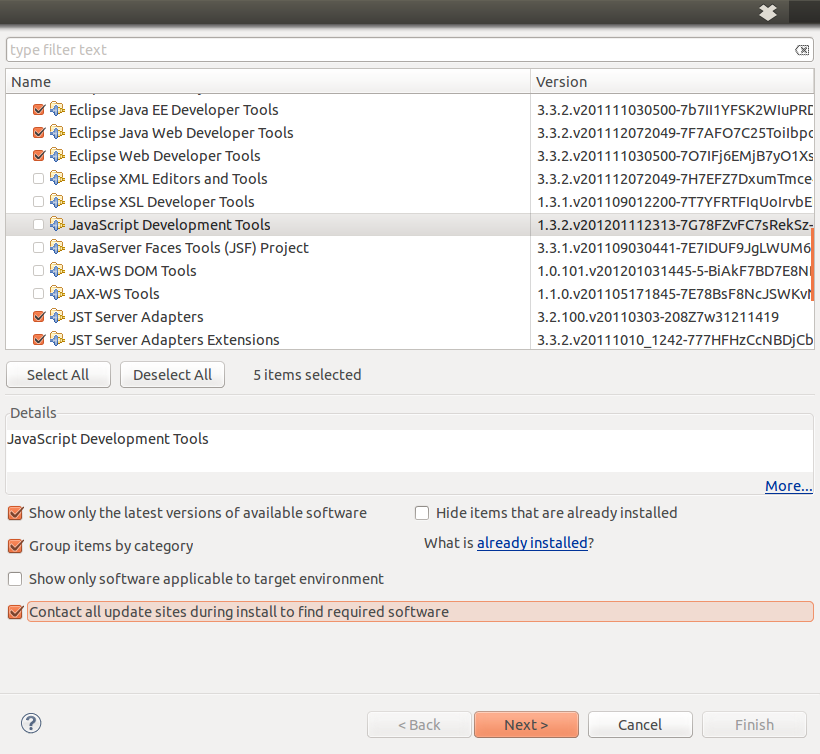 type filter text
Name Version
Eclipse Java EE Developer Tools 3.3.2.v201111030500-7b7II1YFSK2WIuPRD
Eclipse Java Web Developer Tools 3.3.2.v201112072049-7F7AFO7C25ToiIbpc
Eclipse Web Developer Tools 3.3.2.v201111030500-7O7IFj6EMjB7yO1Xs
Eclipse XML Editors and Tools 3.3.2.v201112072049-7H7EFZ7DxumTmce
Eclipse XSL Developer Tools 1.3.1.v201109012200-7T7YFRTFIqUoIrvbE
JavaScript Development Tools 1.3.2.v201201112313-7G78FZvFC7sRekSz-
JavaServer Faces Tools (JSF) Project 3.3.1.v201109030441-7E7IDUF9JgLWUM6
JAX-WS DOM Tools 1.0.101.v201201031445-5-BiAkF7BD7E8N
JAX-WS Tools 1.1.0.v201105171845-7E78BsF8NcJSWKv
JST Server Adapters 3.2.100.v20110303-208Z7w31211419
JST Server Adapters Extensions 3.3.2.v20111010_1242-777HFHzCcNBDjCb
Select All Deselect All 5 items selected
Details
JavaScript Development Tools
More...
Show only the latest versions of available software Hide items that are already installed
Group items by category What is already installed?
Show only software applicable to target environment
Contact all update sites during install to find required software
? < Back Next > Cancel Finish